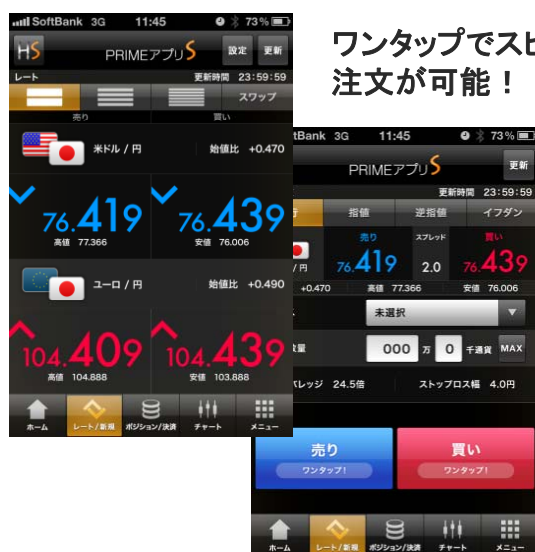 SoftBank 3G 11:45 73%
HS PRIMEアプリS 設定 更新
レート 更新時間 23:59:59
スワップ
売り 買い
米ドル / 円 始値比 +0.470
76.419 76.439
高値 77.366 安値 76.006
ユーロ / 円 始値比 +0.490
104.409 104.439
高値 104.888 安値 103.888
ホーム レート/新規 ポジション/決済 チャート メニュー
ワンタップでスピ
注文が可能！
tBank 3G 11:45 73%
PRIMEアプリS 更新
更新時間 23:59:59
行 指値 逆指値 イフダン
売り スプレッド 買い
/ 円 76.419 2.0 76.439
+0.470 高値 77.366 安値 76.006
未選択
数量 000 万 0 千通貨 MAX
バレッジ 24.5倍 ストップロス幅 4.0円
売り 買い
ワンタップ! ワンタップ!
ホーム レート/新規 ポジション/決済 チャート メニュー